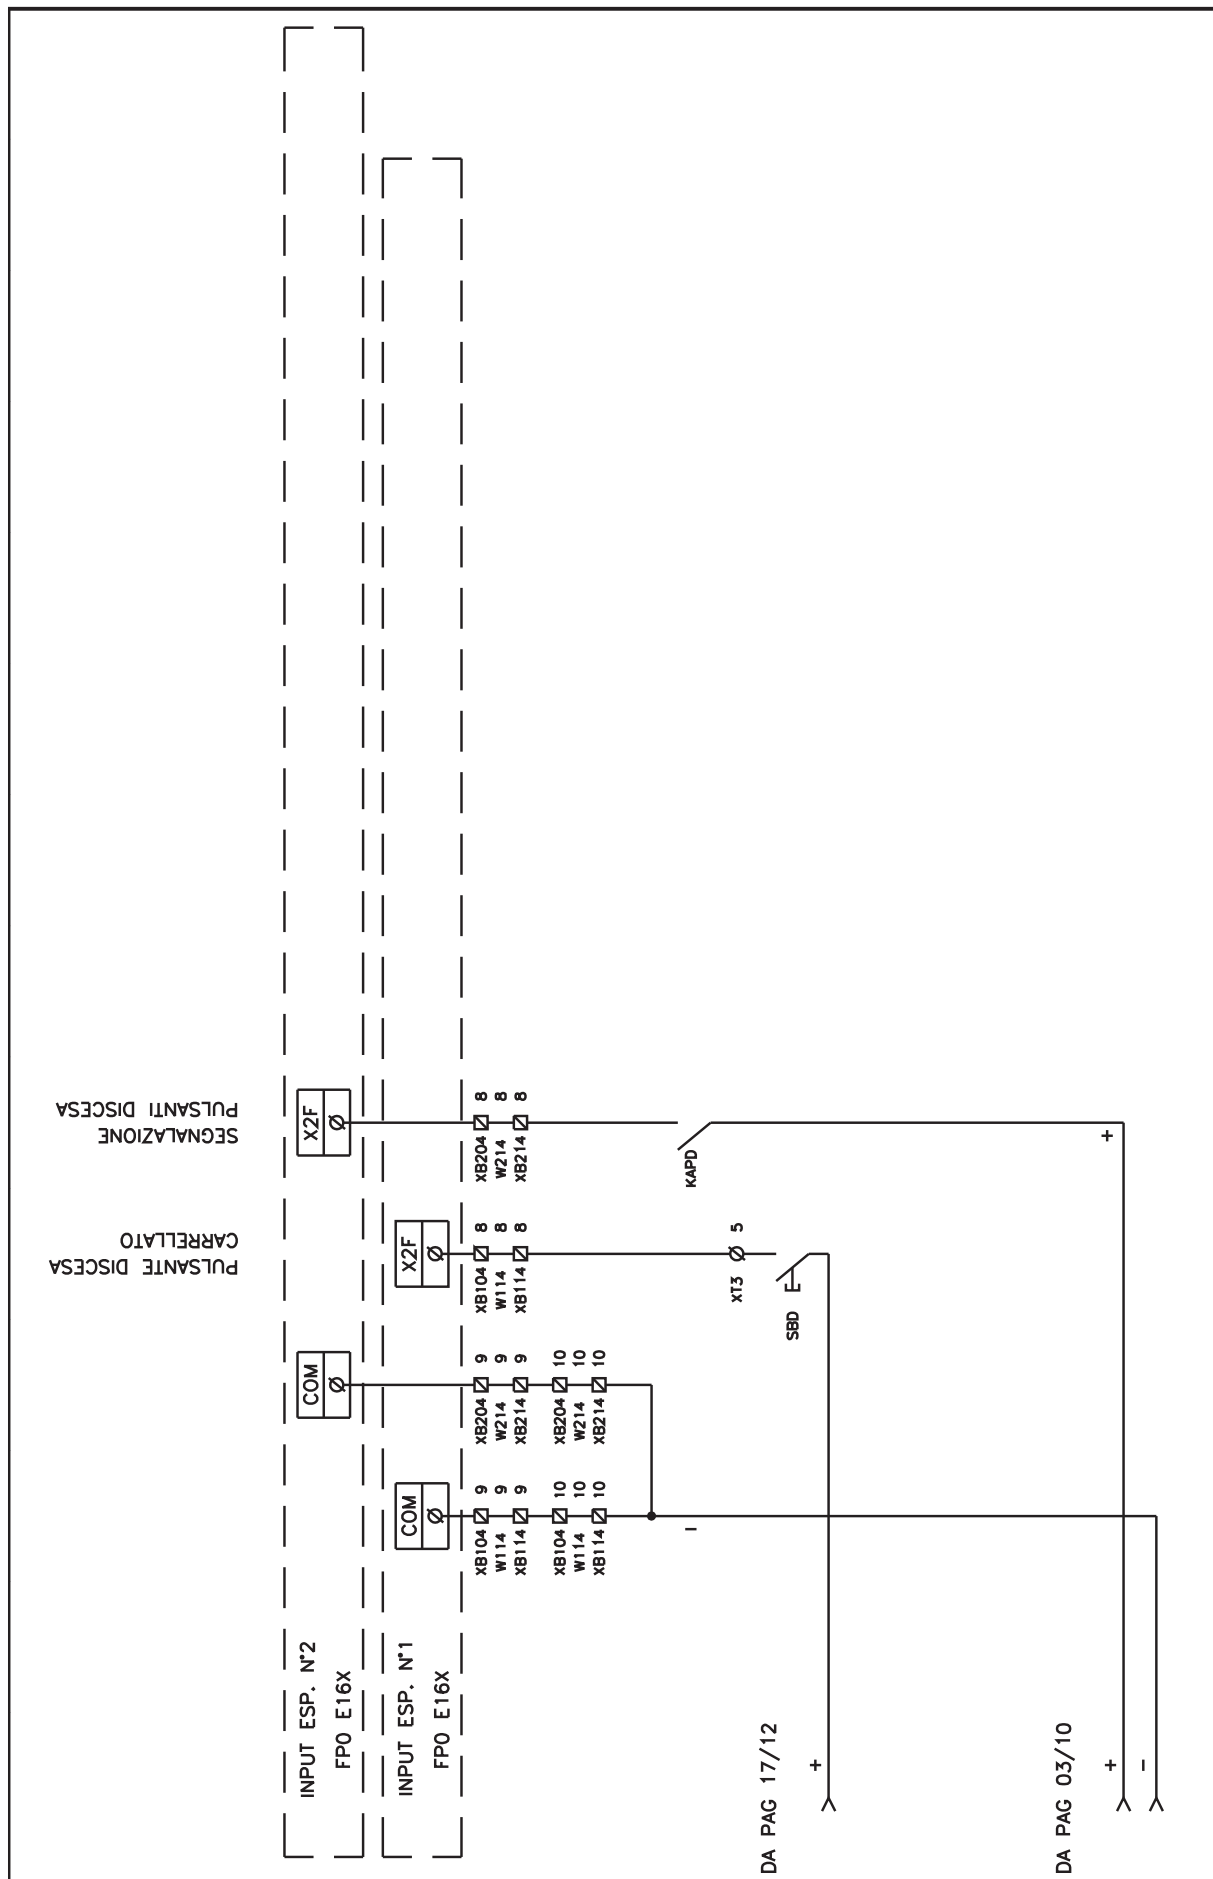 PULSANTI DISCESA
SEGNALAZIONE
CARRELLATO
PULSANTE DISCESA
X2F
XB204 8
W214 8
XB214 8
KAPD
+
X2F
XB104 8
W114 8
XB114 8
XT3 5
SBD
COM
XB204 9
W214 9
XB214 9
XB204 10
W214 10
XB214 10
COM
XB104 9
W114 9
XB114 9
XB104 10
W114 10
XB114 10
−
INPUT ESP. N°2
FP0 E16X
INPUT ESP. N°1
FP0 E16X
DA PAG 17/12
+
DA PAG 03/10
+
−